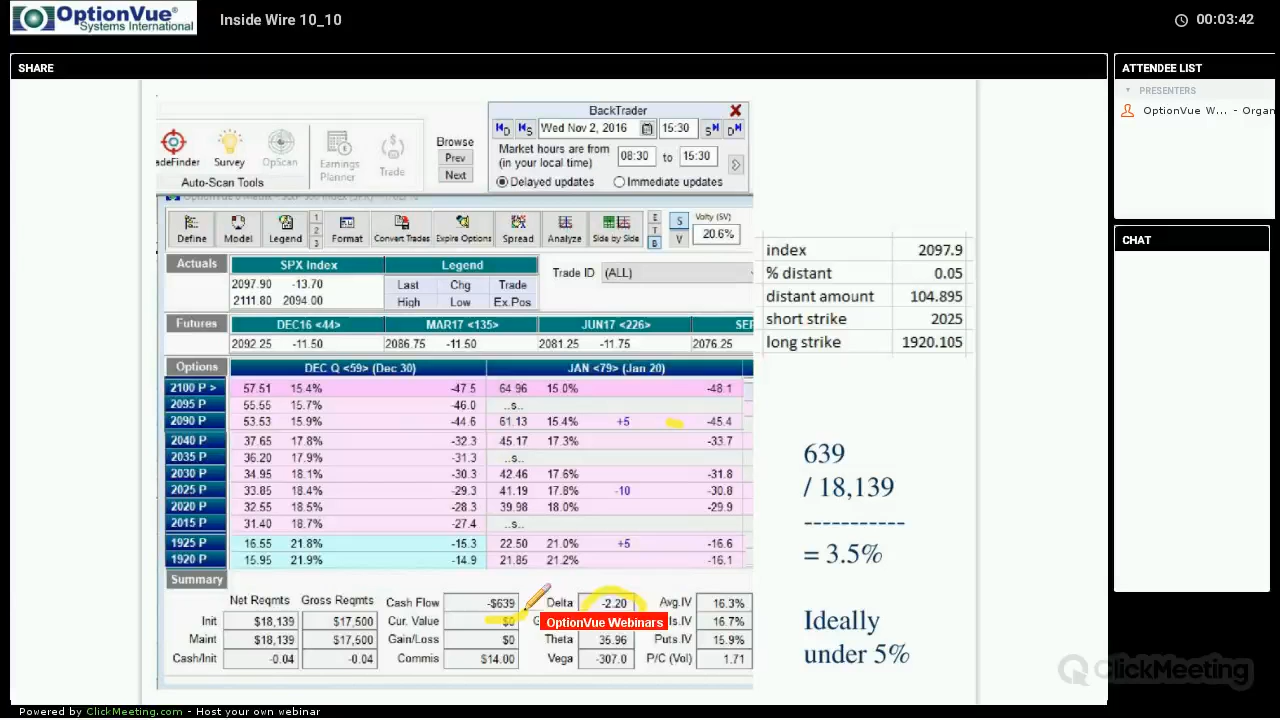 OptionVue
Systems International
Inside Wire 10_10
00:03:42
SHARE
ATTENDEE LIST
PRESENTERS
OptionVue W... - Organ
CHAT
BackTrader
Wed Nov 2, 2016 15:30
Market hours are from
(in your local time) 08:30 to 15:30
Delayed updates Immediate updates
adeFinder Survey OpScan
Auto-Scan Tools
Earnings
Planner
Trade
Browse
Prev
Next
Define Model Legend 1 2 3 Format Convert Trades Expire Options Spread Analyze Side by Side E T B S V
Volty (SV)
20.6%
Actuals SPX Index Legend
2097.90 -13.70 Last Chg Trade
2111.80 2094.00 High Low Ex.Pos
Trade ID (ALL)
Futures DEC16 <44> MAR17 <135> JUN17 <226> SEP
2092.25 -11.50 2086.75 -11.50 2081.25 -11.75 2076.25
Options DEC Q <59> (Dec 30) JAN <79> (Jan 20)
2100 P > 57.51 15.4% -47.5 64.96 15.0% -48.1
2095 P 55.55 15.7% -46.0 ..s..
2090 P 53.53 15.9% -44.6 61.13 15.4% +5 -45.4
2040 P 37.65 17.8% -32.3 45.17 17.3% -33.7
2035 P 36.20 17.9% -31.3 ..s..
2030 P 34.95 18.1% -30.3 42.46 17.6% -31.8
2025 P 33.85 18.4% -29.3 41.19 17.8% -10 -30.8
2020 P 32.55 18.5% -28.3 39.98 18.0% -29.9
2015 P 31.40 18.7% -27.4 ..s..
1925 P 16.55 21.8% -15.3 22.50 21.0% +5 -16.6
1920 P 15.95 21.9% -14.9 21.85 21.2% -16.1
Summary
Net Reqmts Gross Reqmts Cash Flow -$639 Delta -2.20 Avg.IV 16.3%
Init $18,139 $17,500 Cur. Value $0 OptionVue Webinars ls.IV 16.7%
Maint $18,139 $17,500 Gain/Loss $0 Theta 35.96 Puts.IV 15.9%
Cash/Init -0.04 -0.04 Commis $14.00 Vega -307.0 P/C (Vol) 1.71
index 2097.9
% distant 0.05
distant amount 104.895
short strike 2025
long strike 1920.105
639
/ 18,139
-----------
= 3.5%
Ideally
under 5%
ClickMeeting
Powered by ClickMeeting.com - Host your own webinar